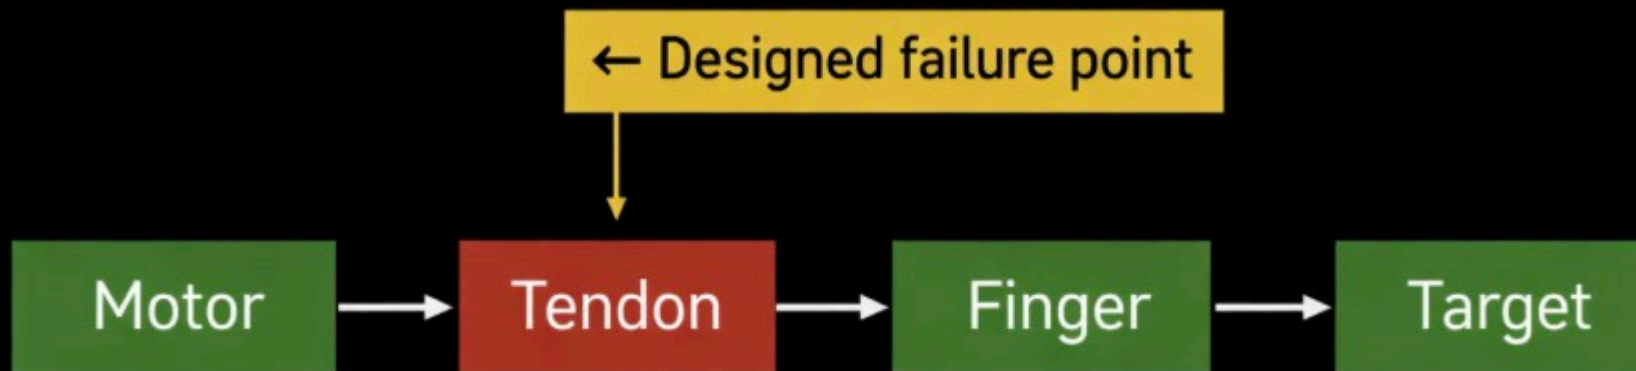 ← Designed failure point
Motor → Tendon → Finger → Target